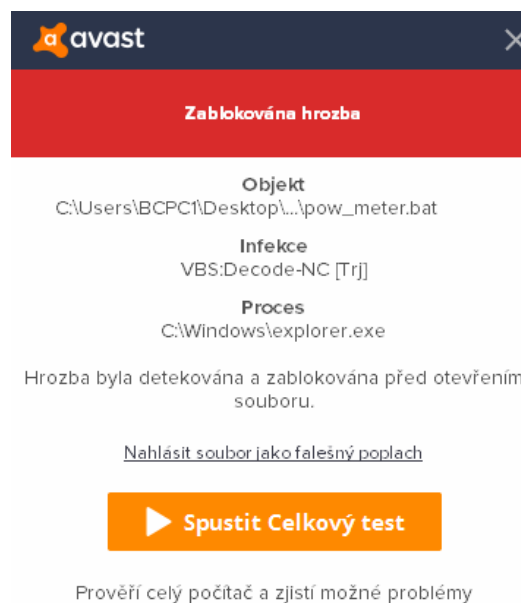 avast
Zablokována hrozba
Objekt
C:\Users\BCPC1\Desktop\...\pow_meter.bat
Infekce
VBS:Decode-NC [Trj]
Proces
C:\Windows\explorer.exe
Hrozba byla detekována a zablokována před otevřením
souboru.
Nahlásit soubor jako falešný poplach
Spustit Celkový test
Prověří celý počítač a zjistí možné problémy